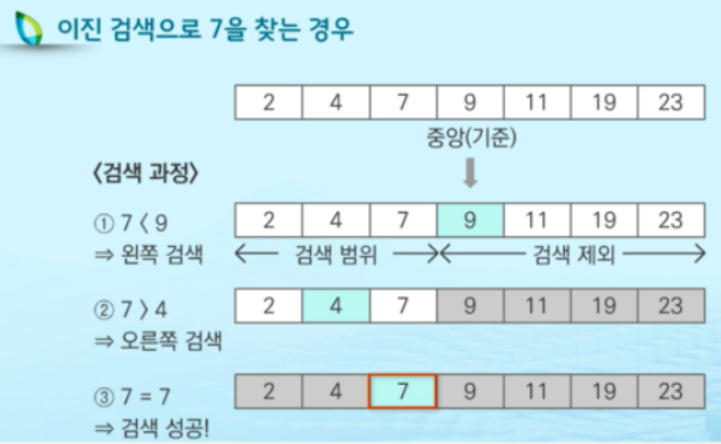 이진 검색으로 7을 찾는 경우
2 4 7 9 11 19 23
중앙(기준)
〈검색 과정〉
① 7 〈 9 2 4 7 9 11 19 23
⇒ 왼쪽 검색 검색 범위 검색 제외
② 7 〉 4 2 4 7 9 11 19 23
⇒ 오른쪽 검색
③ 7 = 7 2 4 7 9 11 19 23
⇒ 검색 성공!